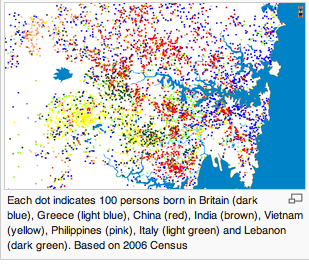 Each dot indicates 100 persons born in Britain (dark
blue), Greece (light blue), China (red), India (brown), Vietnam
(yellow), Philippines (pink), Italy (light green) and Lebanon
(dark green). Based on 2006 Census